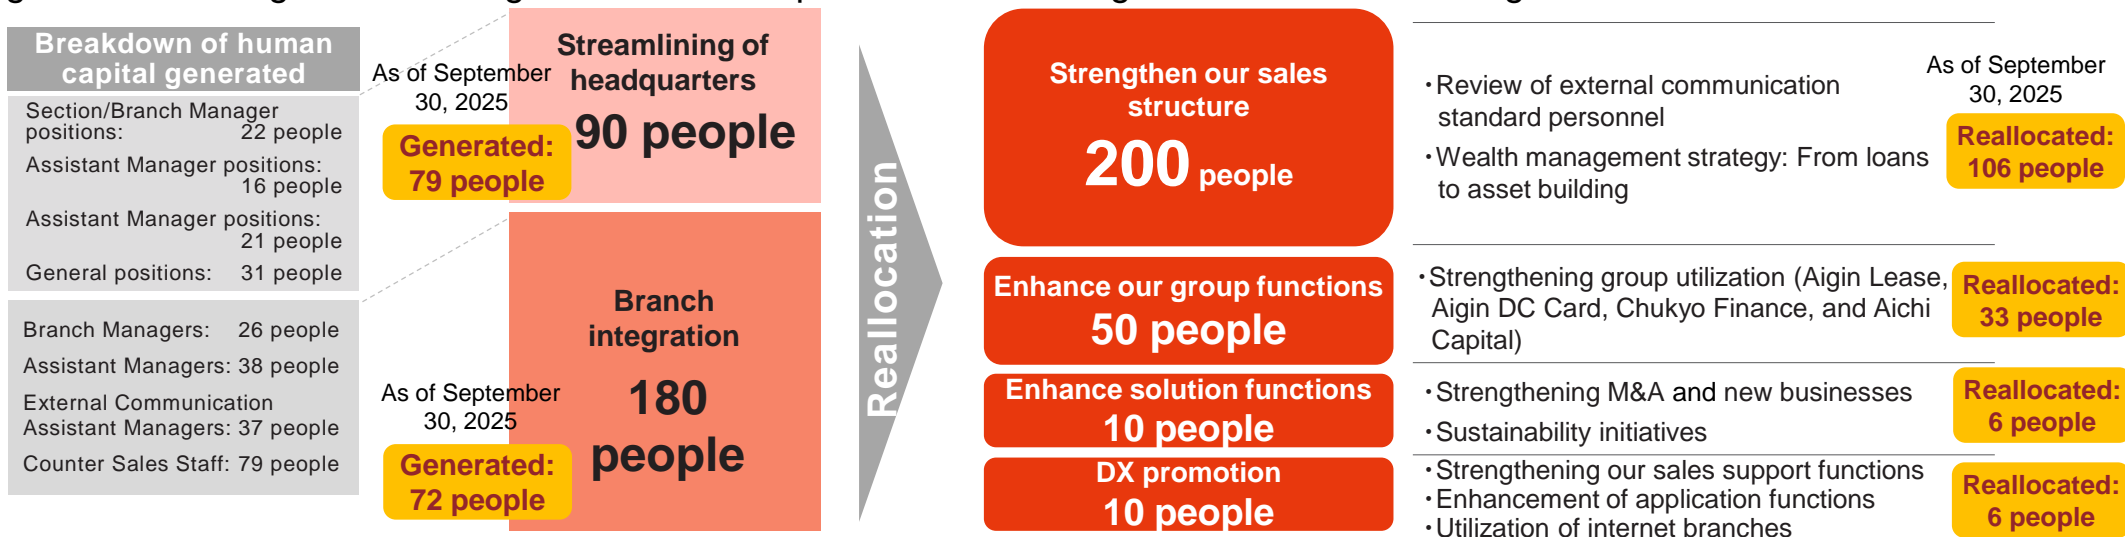 Breakdown of human
capital generated
Section/Branch Manager
positions: 22 people
Assistant Manager positions:
16 people
Assistant Manager positions:
21 people
General positions: 31 people
Branch Managers: 26 people
Assistant Managers: 38 people
External Communication
Assistant Managers: 37 people
Counter Sales Staff: 79 people
As of September
30, 2025
Generated:
79 people
Streamlining of
headquarters
90 people
As of September
30, 2025
Generated:
72 people
Branch
integration
180
people
Reallocation
Strengthen our sales
structure
200 people
・Review of external communication
standard personnel
・Wealth management strategy: From loans
to asset building
As of September
30, 2025
Reallocated:
106 people
Enhance our group functions
50 people
・Strengthening group utilization (Aigin Lease,
Aigin DC Card, Chukyo Finance, and Aichi
Capital)
Reallocated:
33 people
Enhance solution functions
10 people
・Strengthening M&A and new businesses
・Sustainability initiatives
Reallocated:
6 people
DX promotion
10 people
・Strengthening our sales support functions
・Enhancement of application functions
・Utilization of internet branches
Reallocated:
6 people